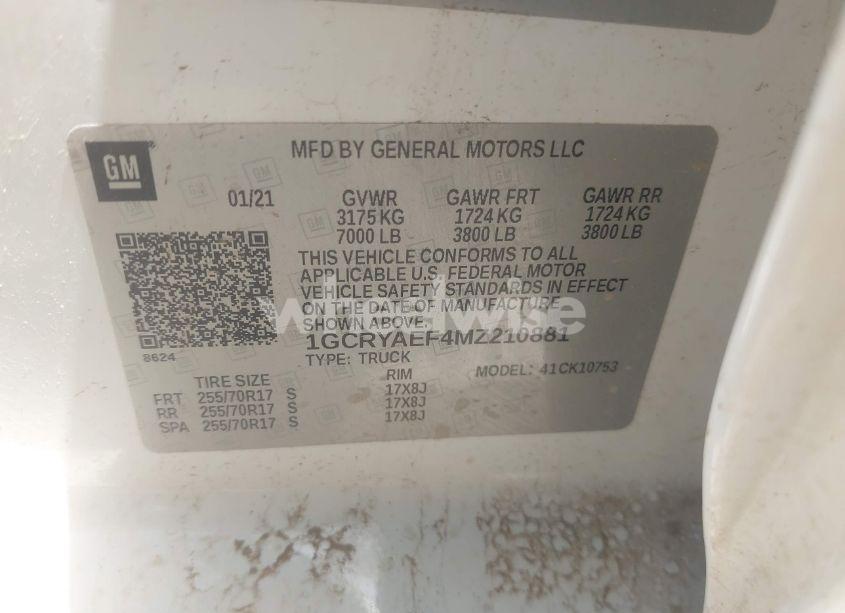 GM
MFD BY GENERAL MOTORS LLC
01/21 GVWR GAWR FRT GAWR RR
3175 KG 1724 KG 1724 KG
7000 LB 3800 LB 3800 LB
THIS VEHICLE CONFORMS TO ALL
APPLICABLE U.S. FEDERAL MOTOR
VEHICLE SAFETY STANDARDS IN EFFECT
ON THE DATE OF MANUFACTURE
SHOWN ABOVE.
1GCRYAEF4MZ210881
8624
TYPE: TRUCK
MODEL: 41CK10753
TIRE SIZE RIM
FRT 255/70R17 S 17X8J
RR 255/70R17 S 17X8J
SPA 255/70R17 S 17X8J